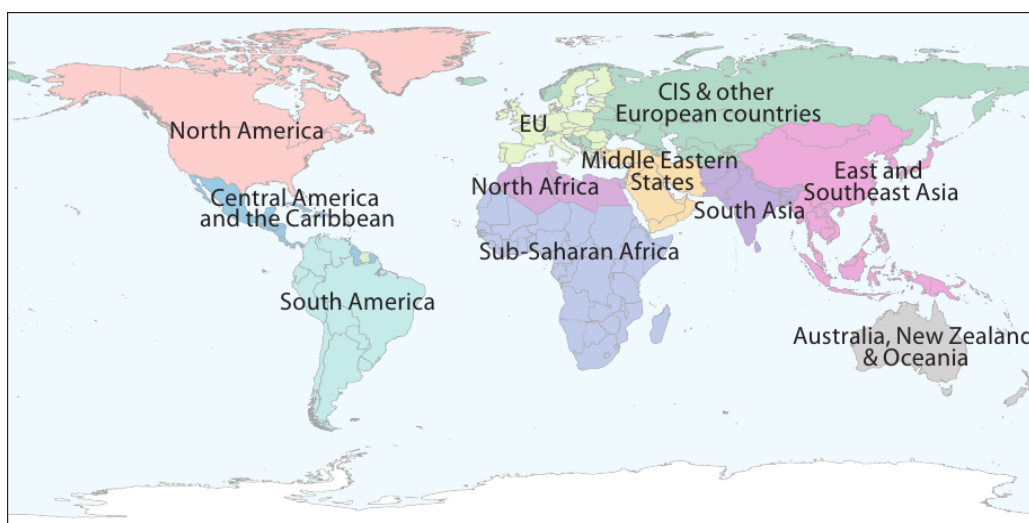 North America
Central America
and the Caribbean
South America
EU
North Africa
Sub-Saharan Africa
Middle Eastern
States
CIS & other
European countries
South Asia
East and
Southeast Asia
Australia, New Zealand
& Oceania